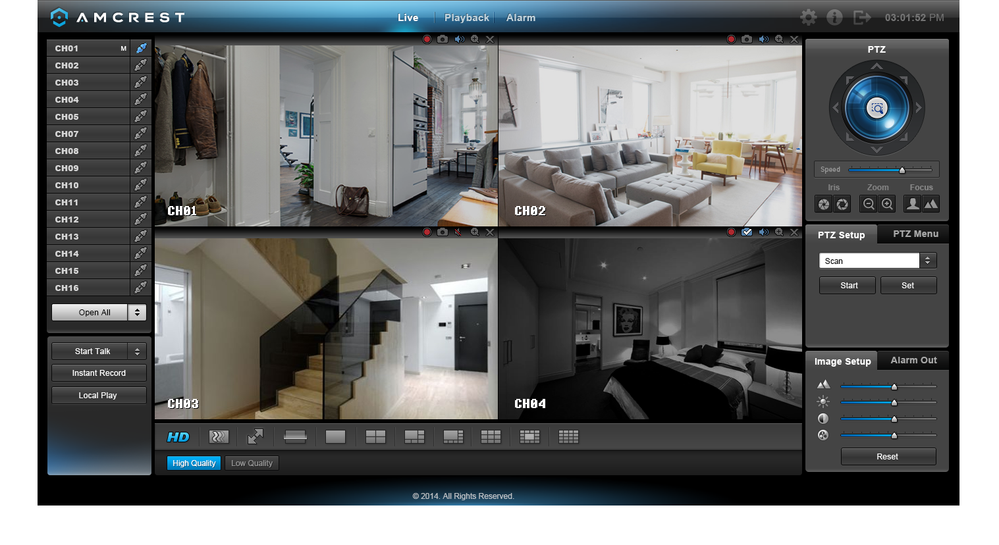 AMCREST
Live
Playback
Alarm
03:01:52 PM
CH01 M
CH02
CH03
CH04
CH05
CH07
CH08
CH09
CH10
CH11
CH12
CH13
CH14
CH15
CH16
Open All
Start Talk
Instant Record
Local Play
CH01
CH02
CH03
CH04
HD
High Quality
Low Quality
PTZ
Speed
Iris
Zoom
Focus
PTZ Setup
PTZ Menu
Scan
Start
Set
Image Setup
Alarm Out
Reset
© 2014. All Rights Reserved.